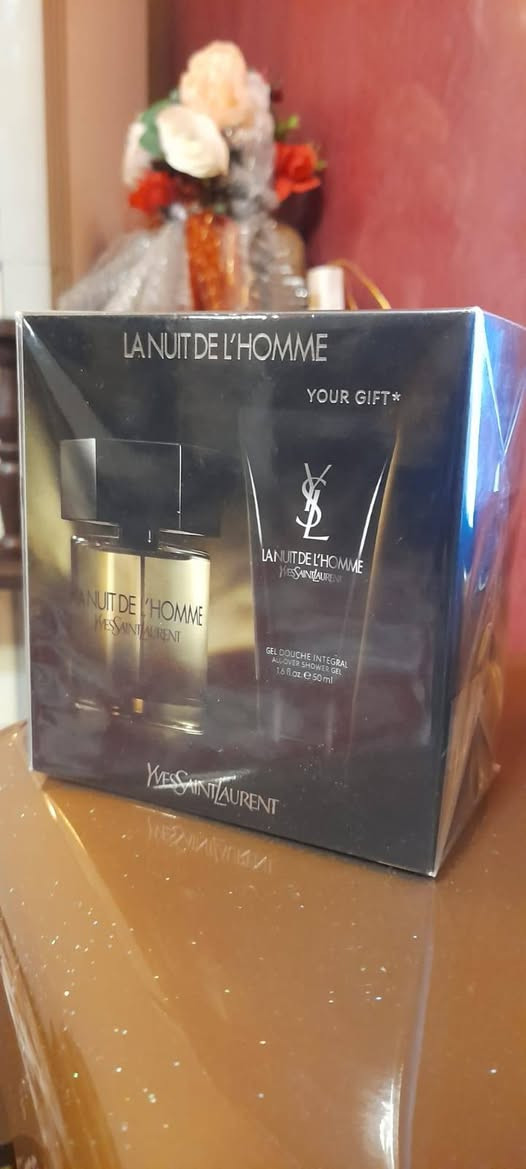 LA NUIT DE L'HOMME
YOUR GIFT*
YSL
LA NUIT DE L'HOMME
YVESSAINTLAURENT
LA NUIT DE L'HOMME
YVESSAINTLAURENT
GEL DOUCHE INTÉGRAL
ALL-OVER SHOWER GEL
1.6 fl.oz. ℮ 50 ml
YVESSAINTLAURENT